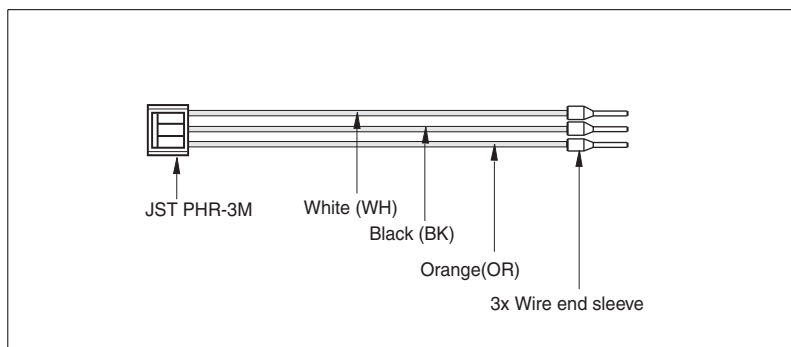 JST PHR-3M
White (WH)
Black (BK)
Orange(OR)
3x Wire end sleeve